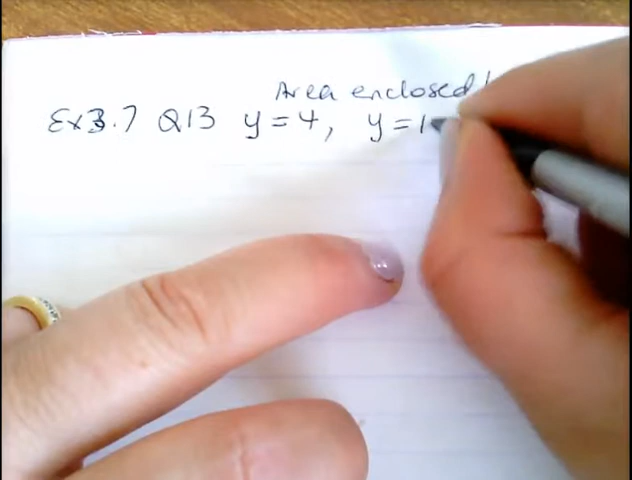 Area enclosed
Ex3.7 Q13 y = 4, y = 1